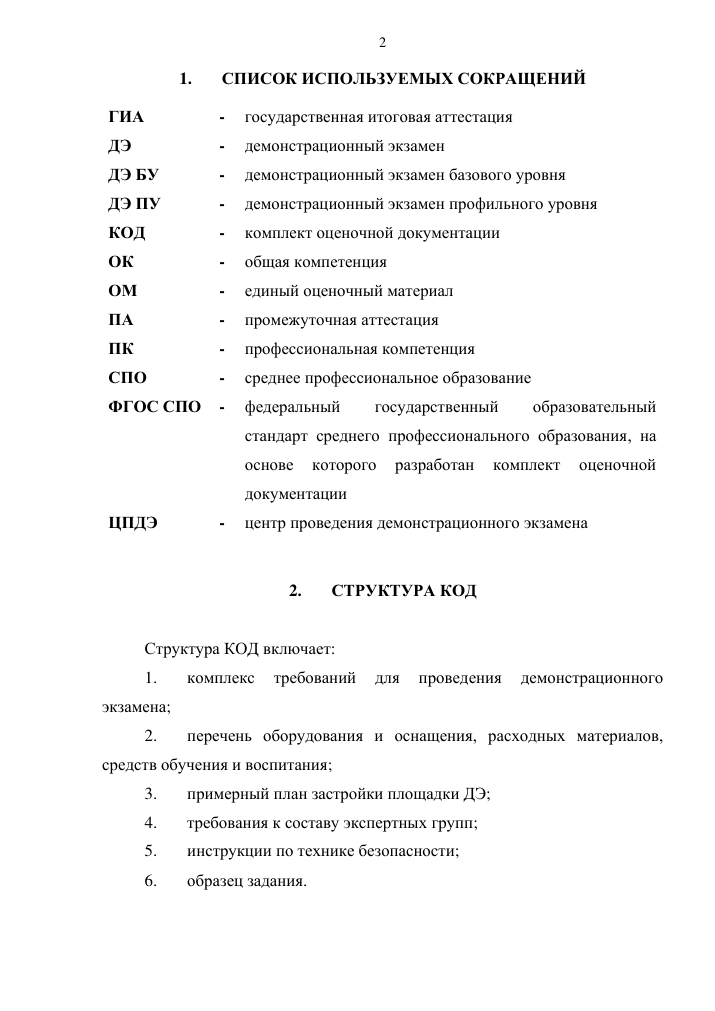 2
1. СПИСОК ИСПОЛЬЗУЕМЫХ СОКРАЩЕНИЙ
ГИА - государственная итоговая аттестация
ДЭ - демонстрационный экзамен
ДЭ БУ - демонстрационный экзамен базового уровня
ДЭ ПУ - демонстрационный экзамен профильного уровня
КОД - комплект оценочной документации
ОК - общая компетенция
ОМ - единый оценочный материал
ПА - промежуточная аттестация
ПК - профессиональная компетенция
СПО - среднее профессиональное образование
ФГОС СПО - федеральный государственный образовательный
стандарт среднего профессионального образования, на
основе которого разработан комплект оценочной
документации
ЦПДЭ - центр проведения демонстрационного экзамена
2. СТРУКТУРА КОД
Структура КОД включает:
1. комплекс требований для проведения демонстрационного
экзамена;
2. перечень оборудования и оснащения, расходных материалов,
средств обучения и воспитания;
3. примерный план застройки площадки ДЭ;
4. требования к составу экспертных групп;
5. инструкции по технике безопасности;
6. образец задания.